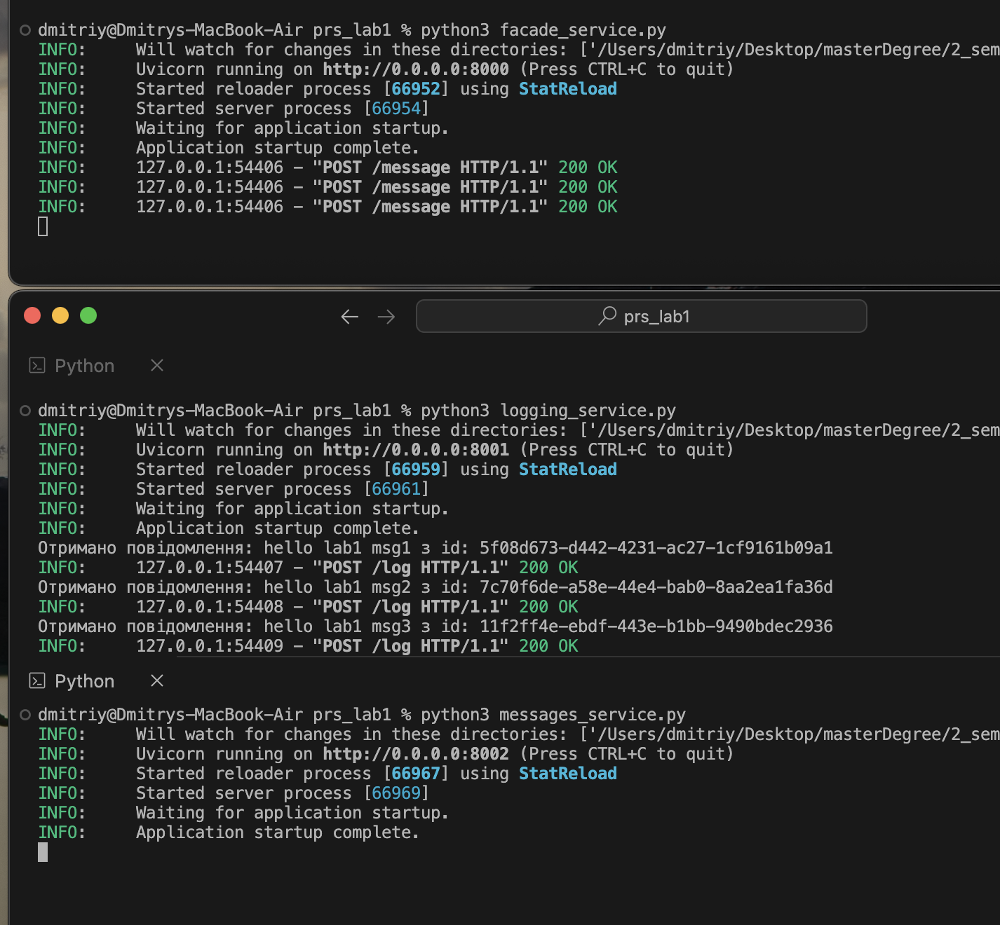 dmitriy@Dmitrys-MacBook-Air prs_lab1 % python3 facade_service.py
INFO:     Will watch for changes in these directories: ['/Users/dmitriy/Desktop/masterDegree/2_sem
INFO:     Uvicorn running on http://0.0.0.0:8000 (Press CTRL+C to quit)
INFO:     Started reloader process [66952] using StatReload
INFO:     Started server process [66954]
INFO:     Waiting for application startup.
INFO:     Application startup complete.
INFO:     127.0.0.1:54406 - "POST /message HTTP/1.1" 200 OK
INFO:     127.0.0.1:54406 - "POST /message HTTP/1.1" 200 OK
INFO:     127.0.0.1:54406 - "POST /message HTTP/1.1" 200 OK
prs_lab1
Python
dmitriy@Dmitrys-MacBook-Air prs_lab1 % python3 logging_service.py
INFO:     Will watch for changes in these directories: ['/Users/dmitriy/Desktop/masterDegree/2_sem
INFO:     Uvicorn running on http://0.0.0.0:8001 (Press CTRL+C to quit)
INFO:     Started reloader process [66959] using StatReload
INFO:     Started server process [66961]
INFO:     Waiting for application startup.
INFO:     Application startup complete.
Отримано повідомлення: hello lab1 msg1 з id: 5f08d673-d442-4231-ac27-1cf9161b09a1
INFO:     127.0.0.1:54407 - "POST /log HTTP/1.1" 200 OK
Отримано повідомлення: hello lab1 msg2 з id: 7c70f6de-a58e-44e4-bab0-8aa2ea1fa36d
INFO:     127.0.0.1:54408 - "POST /log HTTP/1.1" 200 OK
Отримано повідомлення: hello lab1 msg3 з id: 11f2ff4e-ebdf-443e-b1bb-9490bdec2936
INFO:     127.0.0.1:54409 - "POST /log HTTP/1.1" 200 OK
Python
dmitriy@Dmitrys-MacBook-Air prs_lab1 % python3 messages_service.py
INFO:     Will watch for changes in these directories: ['/Users/dmitriy/Desktop/masterDegree/2_sem
INFO:     Uvicorn running on http://0.0.0.0:8002 (Press CTRL+C to quit)
INFO:     Started reloader process [66967] using StatReload
INFO:     Started server process [66969]
INFO:     Waiting for application startup.
INFO:     Application startup complete.